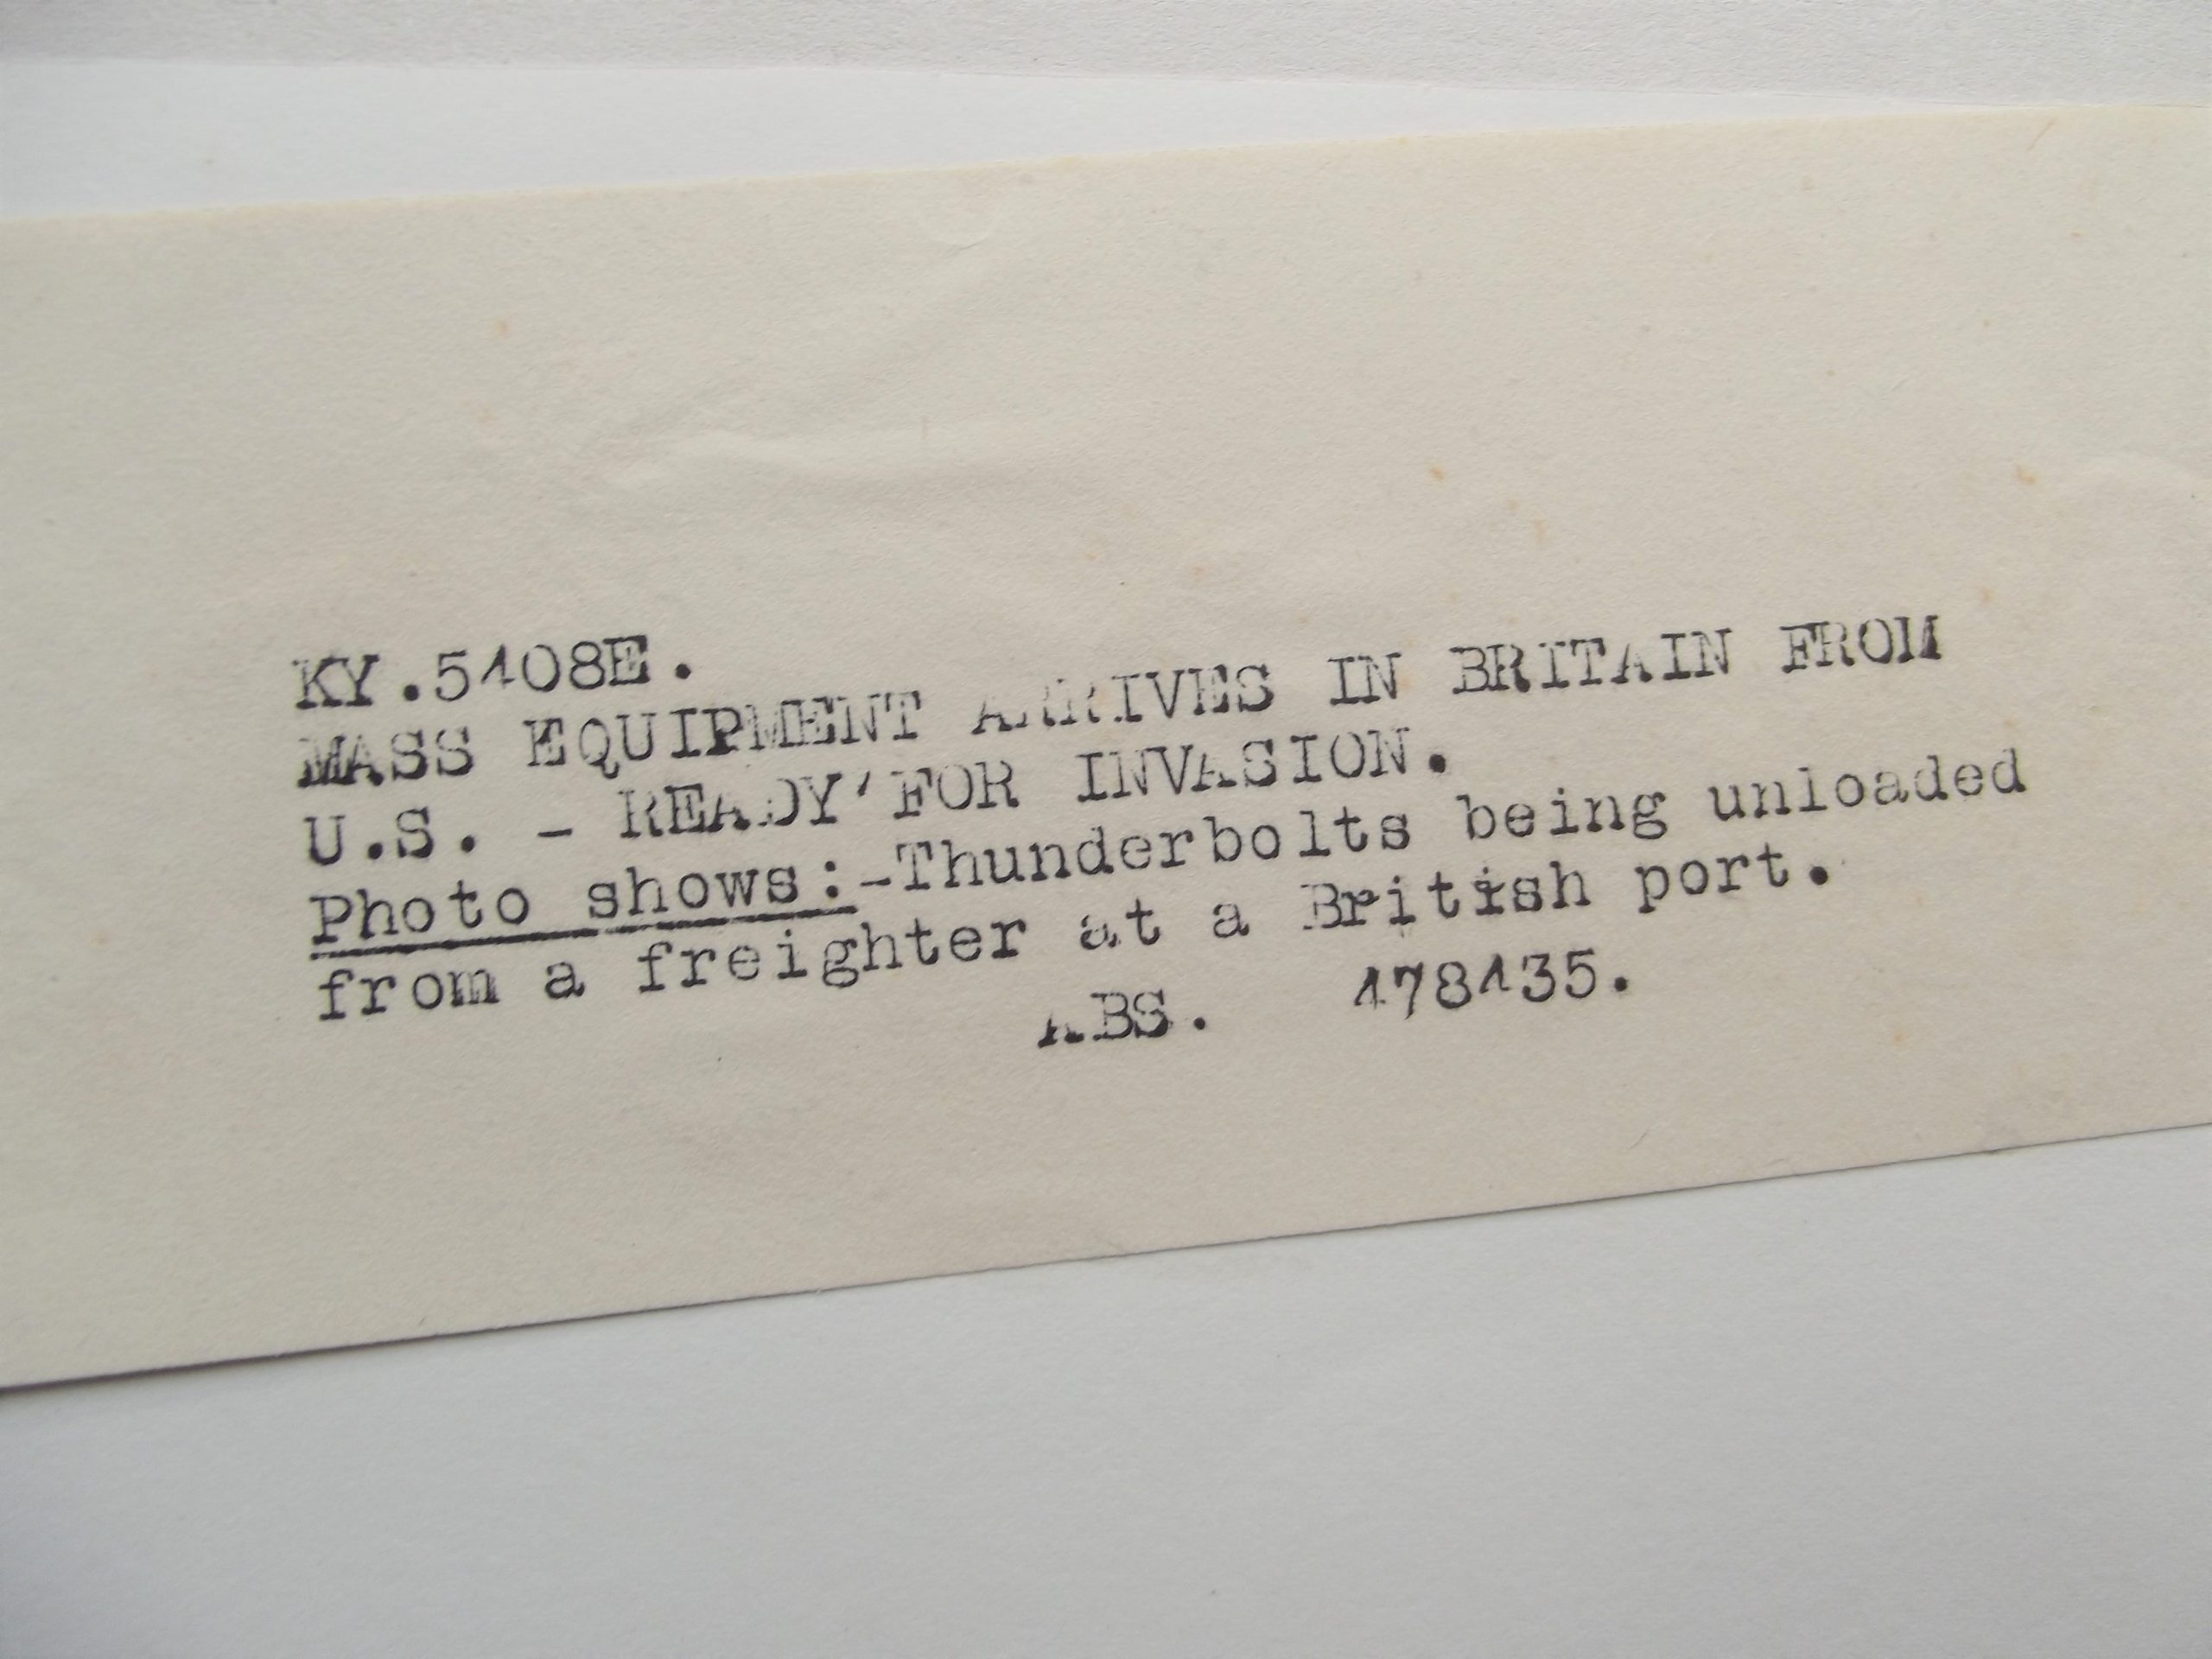 KY.5108E.
MASS EQUIPMENT ARRIVES IN BRITAIN FROM
U.S. - READY'FOR INVASION.
Photo shows:-Thunderbolts being unloaded
from a freighter at a British port.
ABS. 178135.